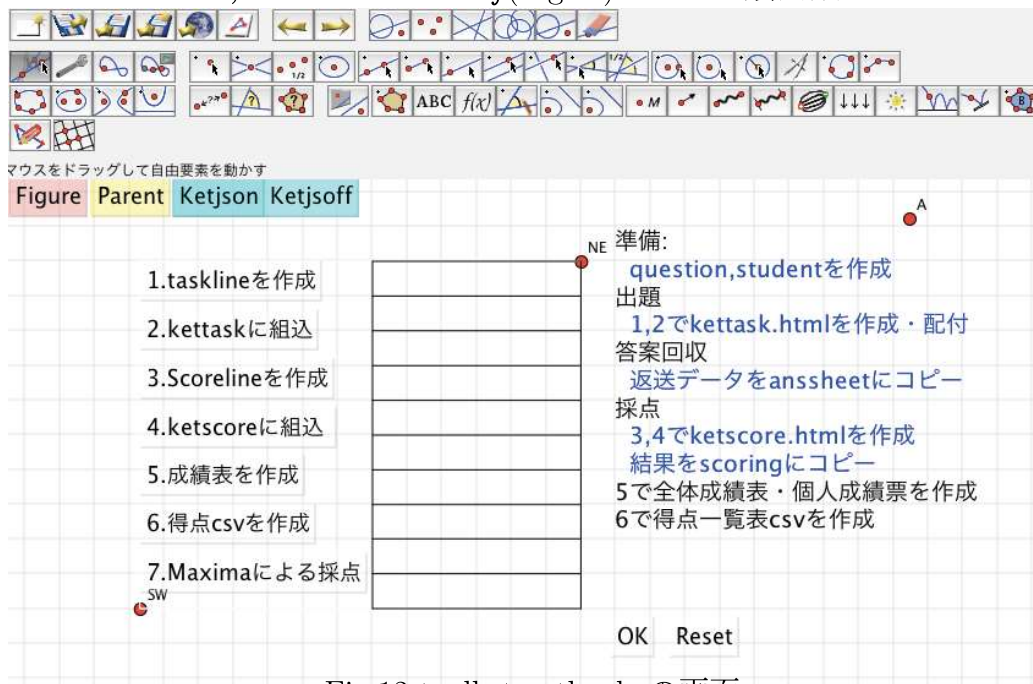 マウスをドラッグして自由要素を動かす
Figure Parent Ketjson Ketjsoff
A
NE
準備:
question,studentを作成
出題
1,2でkettask.htmlを作成・配付
答案回収
返送データをanssheetにコピー
採点
3,4でketscore.htmlを作成
結果をscoringにコピー
5で全体成績表・個人成績票を作成
6で得点一覧表csvを作成
1.tasklineを作成
2.kettaskに組込
3.Scorelineを作成
4.ketscoreに組込
5.成績表を作成
6.得点csvを作成
7.Maximaによる採点
SW
OK Reset
ABC f(x)
M